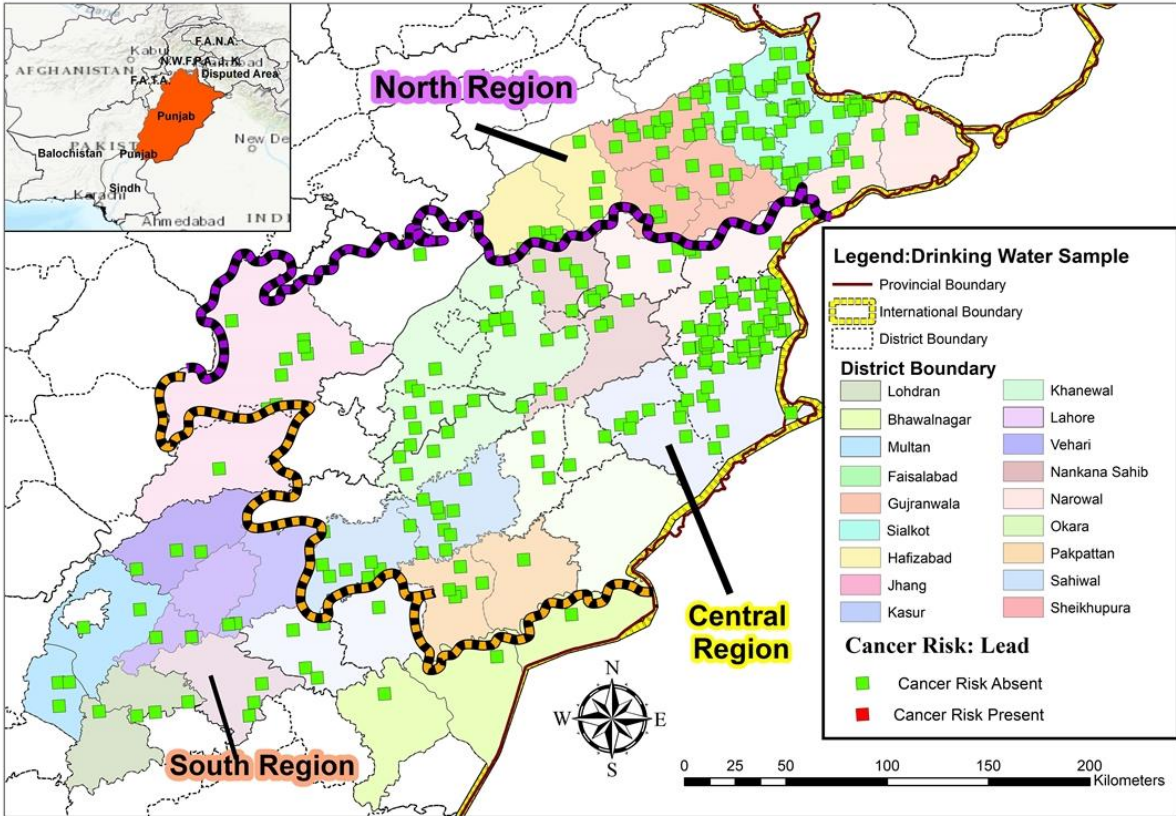 F.A.N.A.
Kabul
N.W.F.P.
A.J.K.
AFGHANISTAN
Disputed Area
F.A.T.A.
Punjab
New De
PAKIST
Balochistan
Punjab
Sindh
Karachi
Ahmedabad
INDI
North Region
Central
Region
South Region
N
W
E
S
Legend:Drinking Water Sample
Provincial Boundary
International Boundary
District Boundary
District Boundary
Lohdran
Bhawalnagar
Multan
Faisalabad
Gujranwala
Sialkot
Hafizabad
Jhang
Kasur
Khanewal
Lahore
Vehari
Nankana Sahib
Narowal
Okara
Pakpattan
Sahiwal
Sheikhupura
Cancer Risk: Lead
Cancer Risk Absent
Cancer Risk Present
0 25 50 100 150 200
Kilometers